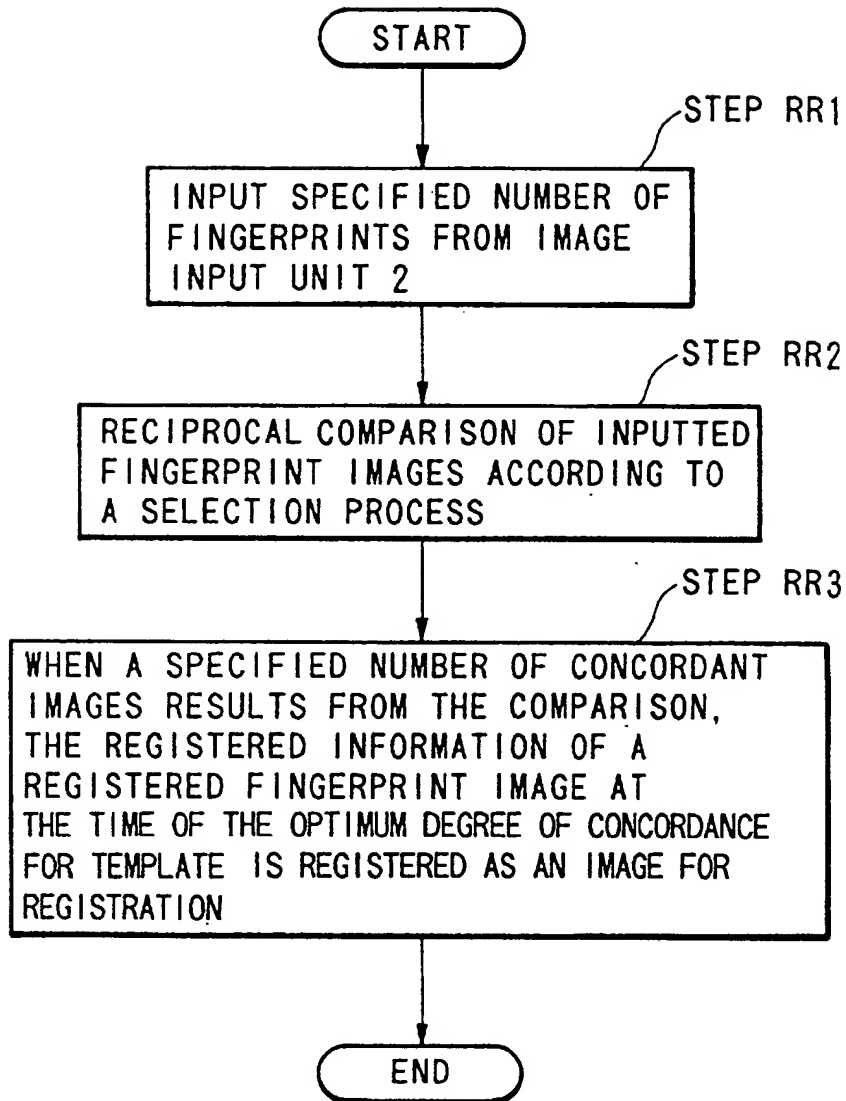 START
STEP RR1
INPUT SPECIFIED NUMBER OF
FINGERPRINTS FROM IMAGE
INPUT UNIT 2
STEP RR2
RECIPROCAL COMPARISON OF INPUTTED
FINGERPRINT IMAGES ACCORDING TO
A SELECTION PROCESS
STEP RR3
WHEN A SPECIFIED NUMBER OF CONCORDANT
IMAGES RESULTS FROM THE COMPARISON,
THE REGISTERED INFORMATION OF A
REGISTERED FINGERPRINT IMAGE AT
THE TIME OF THE OPTIMUM DEGREE OF CONCORDANCE
FOR TEMPLATE IS REGISTERED AS AN IMAGE FOR
REGISTRATION
END